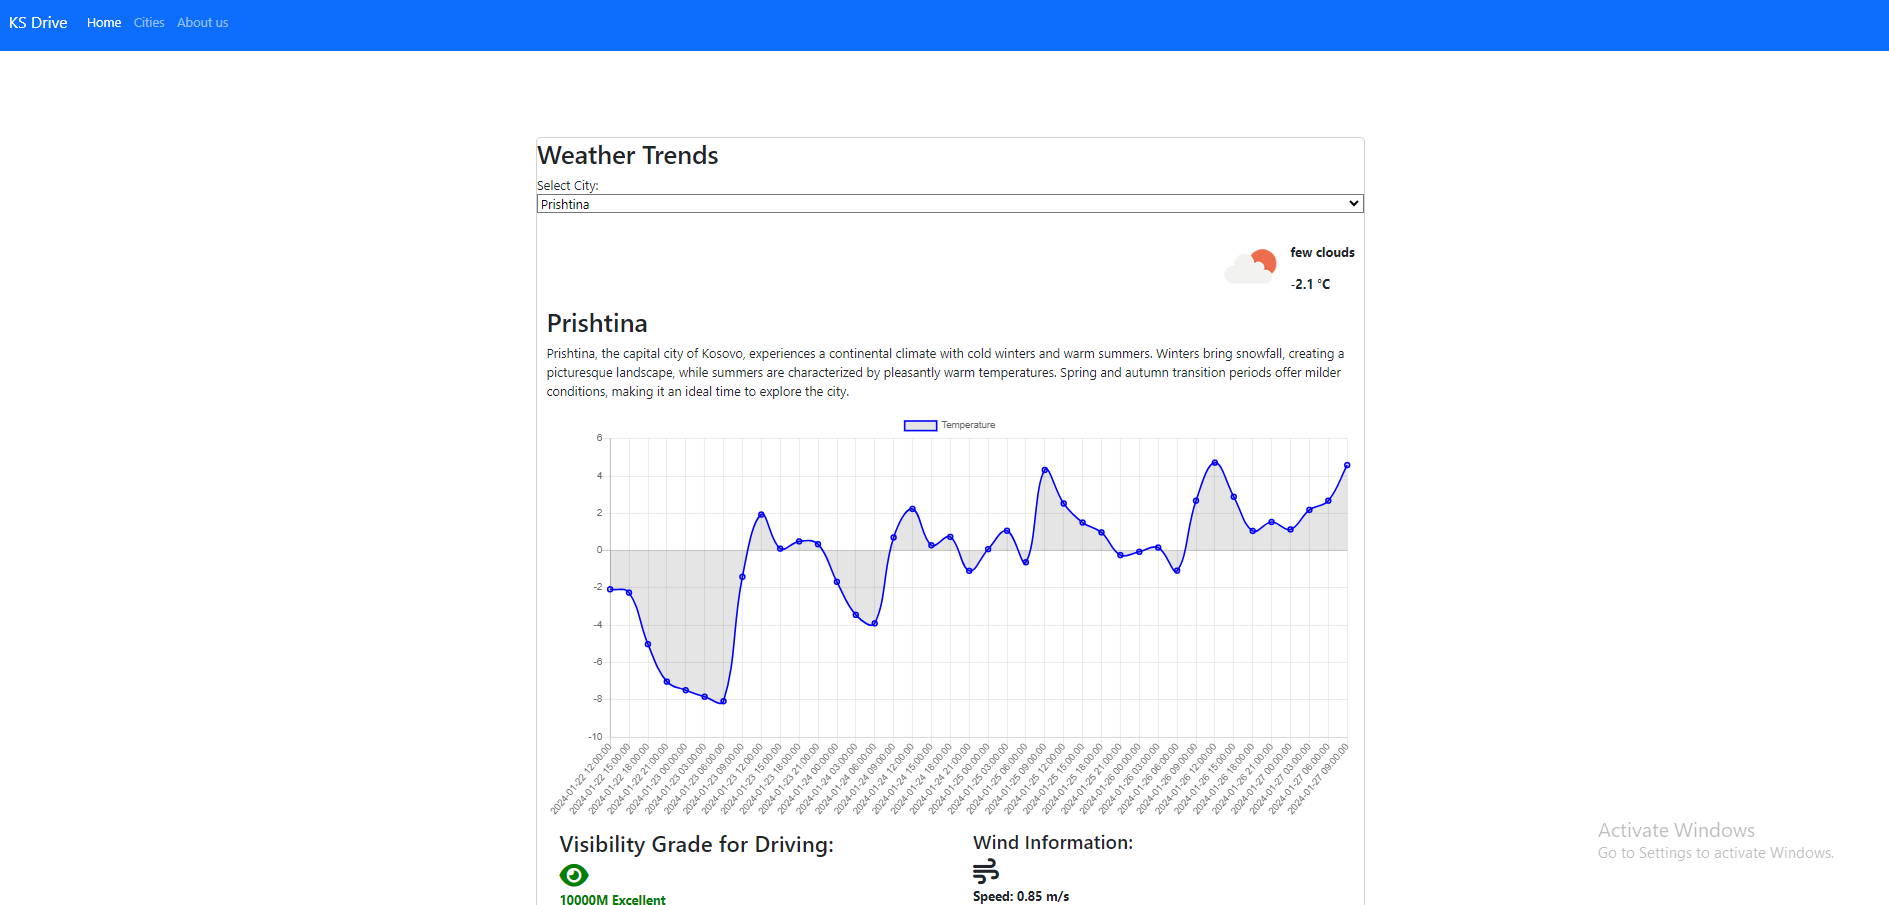 KS Drive Home Cities About us
Weather Trends
Select City:
Prishtina
few clouds
-2.1 °C
Prishtina
Prishtina, the capital city of Kosovo, experiences a continental climate with cold winters and warm summers. Winters bring snowfall, creating a
picturesque landscape, while summers are characterized by pleasantly warm temperatures. Spring and autumn transition periods offer milder
conditions, making it an ideal time to explore the city.
Temperature
6
4
2
0
-2
-4
-6
-8
-10
2024-01-22 12:00:00
2024-01-22 15:00:00
2024-01-22 18:00:00
2024-01-22 21:00:00
2024-01-23 00:00:00
2024-01-23 03:00:00
2024-01-23 06:00:00
2024-01-23 09:00:00
2024-01-23 12:00:00
2024-01-23 15:00:00
2024-01-23 18:00:00
2024-01-23 21:00:00
2024-01-24 00:00:00
2024-01-24 03:00:00
2024-01-24 06:00:00
2024-01-24 09:00:00
2024-01-24 12:00:00
2024-01-24 15:00:00
2024-01-24 18:00:00
2024-01-24 21:00:00
2024-01-25 00:00:00
2024-01-25 03:00:00
2024-01-25 06:00:00
2024-01-25 09:00:00
2024-01-25 12:00:00
2024-01-25 15:00:00
2024-01-25 18:00:00
2024-01-25 21:00:00
2024-01-26 00:00:00
2024-01-26 03:00:00
2024-01-26 06:00:00
2024-01-26 09:00:00
2024-01-26 12:00:00
2024-01-26 15:00:00
2024-01-26 18:00:00
2024-01-26 21:00:00
2024-01-27 00:00:00
2024-01-27 03:00:00
2024-01-27 06:00:00
2024-01-27 09:00:00
Visibility Grade for Driving:
10000M Excellent
Wind Information:
Speed: 0.85 m/s
Activate Windows
Go to Settings to activate Windows.